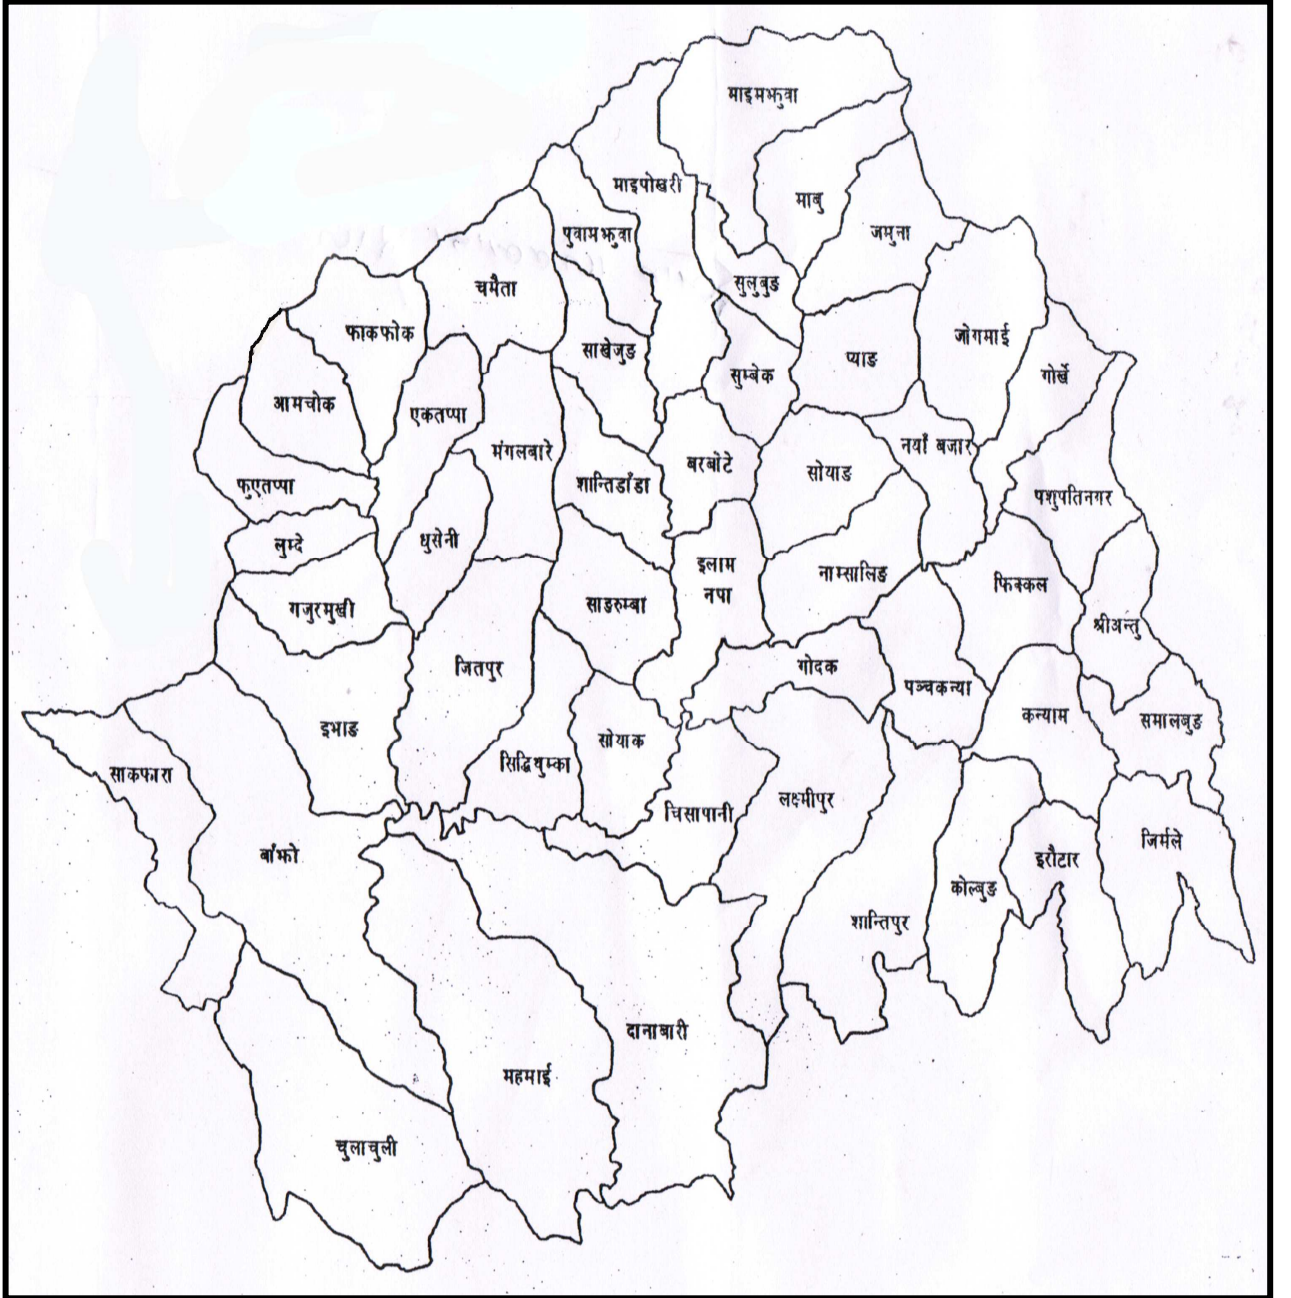 माइमझुवा
माइपोखरी
माबु
पुवामझुवा
जमुना
चमैता
सुलुबुङ
फाकफोक
साखेजुङ
प्याङ
जोगमाई
सुम्बेक
गोर्खे
आमचोक
एकतप्पा
मंगलबारे
बरबोटे
सोयाङ
नयाँ बजार
फुएतप्पा
शान्तिडाँडा
पशुपतिनगर
लुम्दे
धुसेनी
इलाम
नपा
नाम्सालिङ
फिक्कल
गजुरमुखी
साङरुम्बा
श्रीअन्तु
जितपुर
गोदक
पञ्चकन्या
इभाङ
सोयाक
कन्याम
समालबुङ
साकफारा
सिद्धिथुम्का
चिसापानी
लक्ष्मीपुर
बाँझो
इरौटार
जिर्मले
कोल्बुङ
शान्तिपुर
दानाबारी
महमाई
चुलाचुली